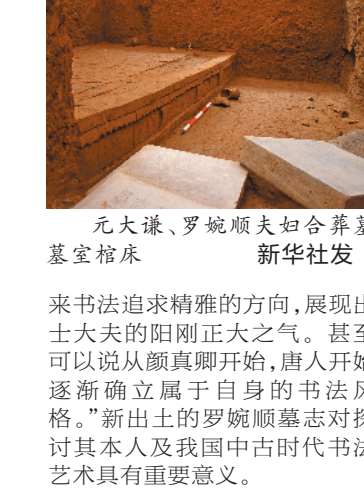 元大谦、罗婉顺夫妇合葬墓
墓室棺床 新华社发
来书法追求精雅的方向,展现出
士大夫的阳刚正大之气。甚至
可以说从颜真卿开始,唐人开始
逐渐确立属于自身的书法风
格。”新出土的罗婉顺墓志对探
讨其本人及我国中古时代书法
艺术具有重要意义。